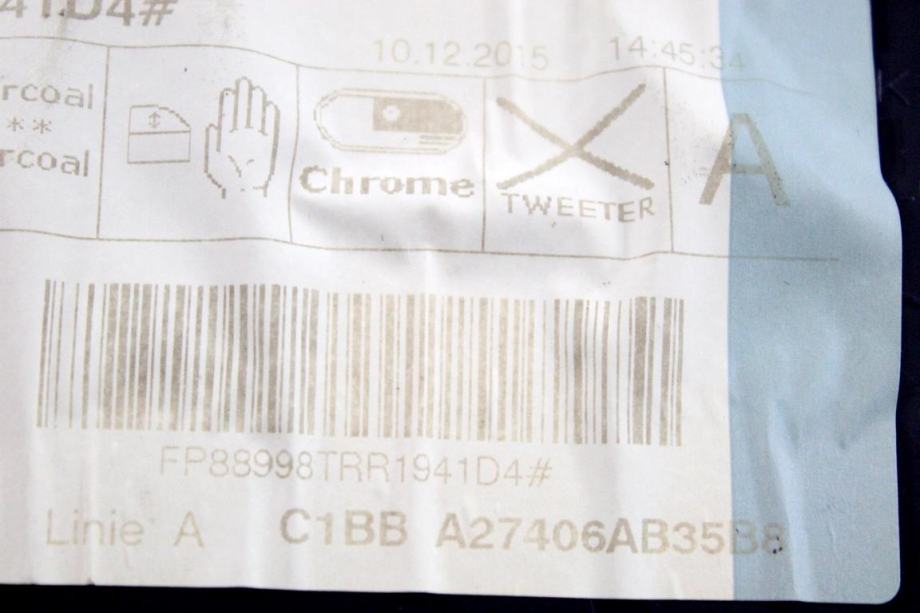 41D4#
10.12.2015 14:45:34
rcoal
**
rcoal
Chrome
TWEETER
A
FP88998TRR1941D4#
Linie A C1BB A27406AB35B8